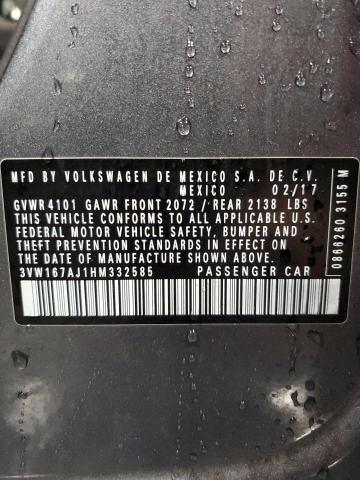 MFD BY VOLKSWAGEN DE MEXICO S.A. DE C.V.
MEXICO 02/17
GVWR 4101 GAWR FRONT 2072 / REAR 2138 LBS
THIS VEHICLE CONFORMS TO ALL APPLICABLE U.S.
FEDERAL MOTOR VEHICLE SAFETY, BUMPER AND
THEFT PREVENTION STANDARDS IN EFFECT ON
THE DATE OF MANUFACTURE SHOWN ABOVE
3VW167AJ1HM332585 PASSENGER CAR
0866260 3155 M